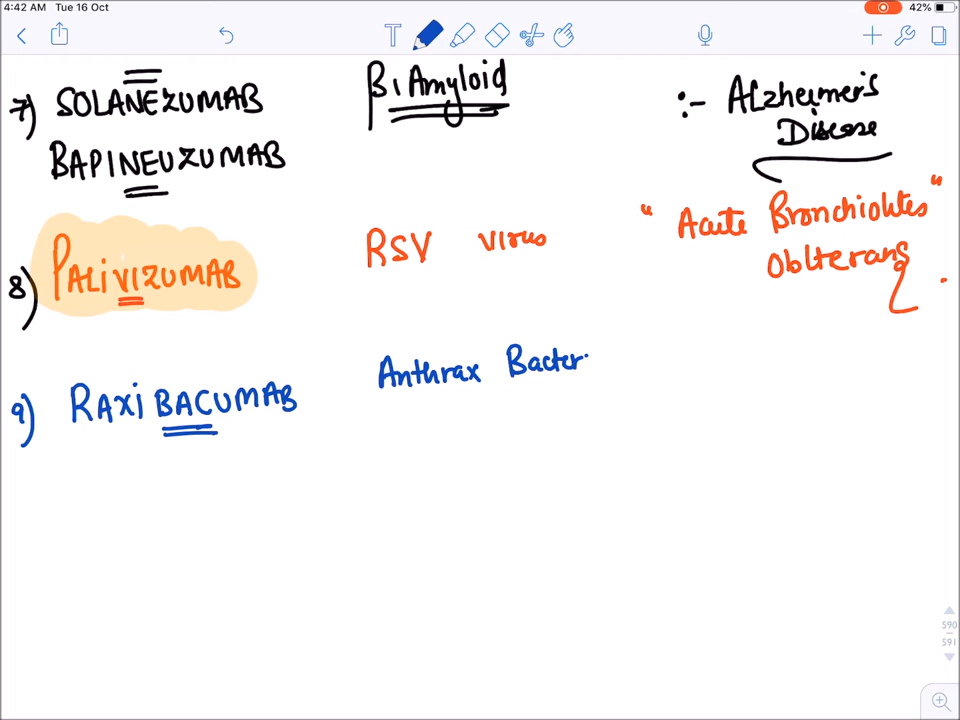 4:42 AM Tue 16 Oct 42%
T
7) SOLANEZUMAB β1 Amyloid :- Alzheimer's
Disease
BAPINEUZUMAB
8) PALIVIZUMAB RSV virus "Acute Bronchiolites"
Oblterans
9) RAXIBACUMAB Anthrax Bacter
590
591